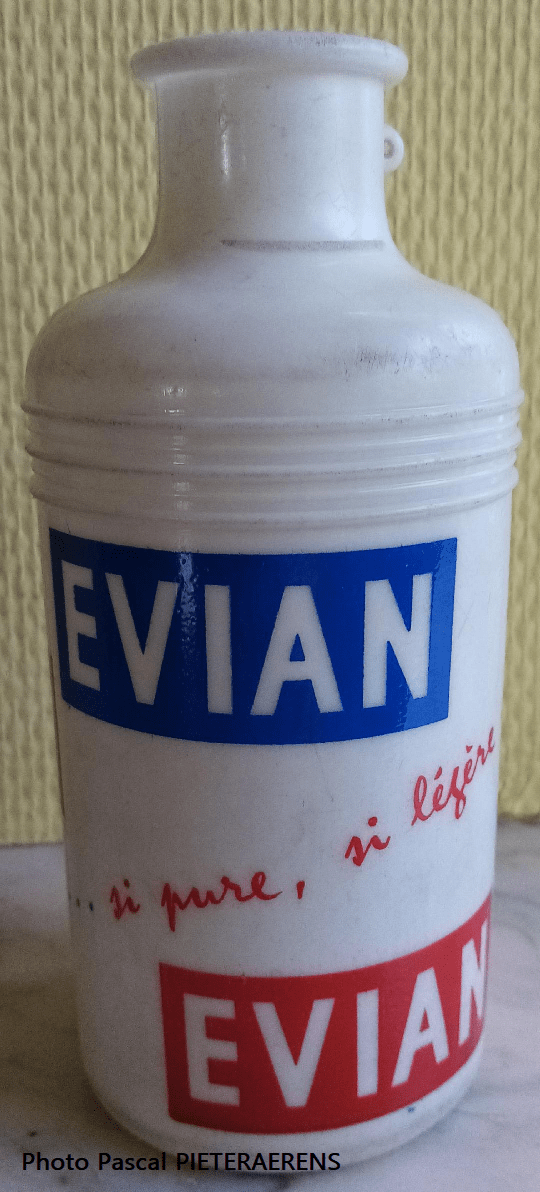 EVIAN
... si pure, si légère
EVIAN
Photo Pascal PIETERAERENS